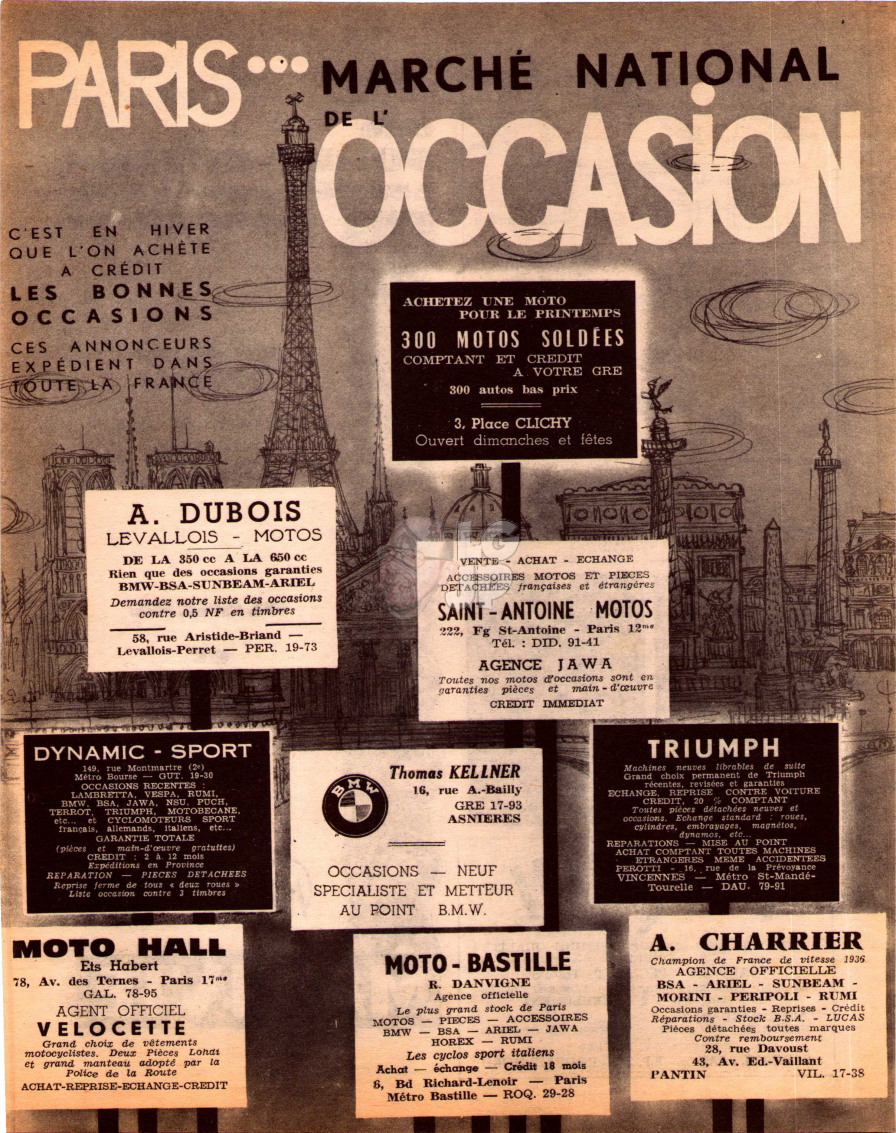 PARIS... MARCHÉ NATIONAL
DE L'
OCCASION
C'EST EN HIVER
QUE L'ON ACHÈTE
A CRÉDIT
LES BONNES
OCCASIONS
CES ANNONCEURS
EXPÉDIENT DANS
TOUTE LA FRANCE
ACHETEZ UNE MOTO
POUR LE PRINTEMPS
300 MOTOS SOLDÉES
COMPTANT ET CREDIT
A VOTRE GRE
300 autos bas prix
3, Place CLICHY
Ouvert dimanches et fêtes
A. DUBOIS
LEVALLOIS - MOTOS
DE LA 350 cc A LA 650 cc
Rien que des occasions garanties
BMW-BSA-SUNBEAM-ARIEL
Demandez notre liste des occasions
contre 0,5 NF en timbres
58, rue Aristide-Briand —
Levallois-Perret — PER. 19-73
VENTE - ACHAT - ECHANGE
ACCESSOIRES MOTOS ET PIECES
DETACHÉES françaises et étrangères
SAINT-ANTOINE MOTOS
222, Fg St-Antoine - Paris 12me
Tél. : DID. 91-41
AGENCE JAWA
Toutes nos motos d'occasions sont en
garanties pièces et main-d'œuvre
CREDIT IMMEDIAT
DYNAMIC - SPORT
149, rue Montmartre (2e)
Métro Bourse — GUT. 19-30
OCCASIONS RECENTES :
LAMBRETTA, VESPA, RUMI,
BMW, BSA, JAWA, NSU, PUCH,
TERROT, TRIUMPH, MOTOBECANE,
etc... et CYCLOMOTEURS SPORT
français, allemands, italiens, etc...
GARANTIE TOTALE
(pièces et main-d'œuvre gratuites)
CREDIT : 2 à 12 mois
Expéditions en Province
REPARATION — PIECES DETACHEES
Reprise ferme de tous « deux roues »
Liste occasion contre 3 timbres
BMW
Thomas KELLNER
16, rue A.-Bailly
GRE 17-93
ASNIERES
OCCASIONS — NEUF
SPECIALISTE ET METTEUR
AU POINT B.M.W.
TRIUMPH
Machines neuves librables de suite
Grand choix permanent de Triumph
récentes, revisées et garanties
ECHANGE, REPRISE CONTRE VOITURE
CREDIT, 20 % COMPTANT
Toutes pièces détachées neuves et
occasions. Echange standard : roues,
cylindres, embrayages, magnétos,
dynamos, etc...
REPARATIONS — MISE AU POINT
ACHAT COMPTANT TOUTES MACHINES
ETRANGERES MEME ACCIDENTEES
PEROTTI - 16, rue de la Prévoyance
VINCENNES — Métro St-Mandé-
Tourelle — DAU. 79-91
MOTO HALL
Ets Habert
78, Av. des Ternes - Paris 17me
GAL. 78-95
AGENT OFFICIEL
VELOCETTE
Grand choix de vêtements
motocyclistes. Deux Pièces Lohdi
et grand manteau adopté par la
Police de la Route
ACHAT-REPRISE-ECHANGE-CREDIT
MOTO - BASTILLE
R. DANVIGNE
Agence officielle
Le plus grand stock de Paris
MOTOS — PIECES — ACCESSOIRES
BMW — BSA — ARIEL — JAWA
HOREX — RUMI
Les cyclos sport italiens
Achat — échange — Crédit 18 mois
6, Bd Richard-Lenoir — Paris
Métro Bastille — ROQ. 29-28
A. CHARRIER
Champion de France de vitesse 1936
AGENCE OFFICIELLE
BSA - ARIEL - SUNBEAM -
MORINI - PERIPOLI - RUMI
Occasions garanties - Reprises - Crédit
Réparations - Stock B.S.A. - LUCAS
Pièces détachées toutes marques
Contre remboursement
28, rue Davoust
43, Av. Ed.-Vaillant
PANTIN VIL. 17-38